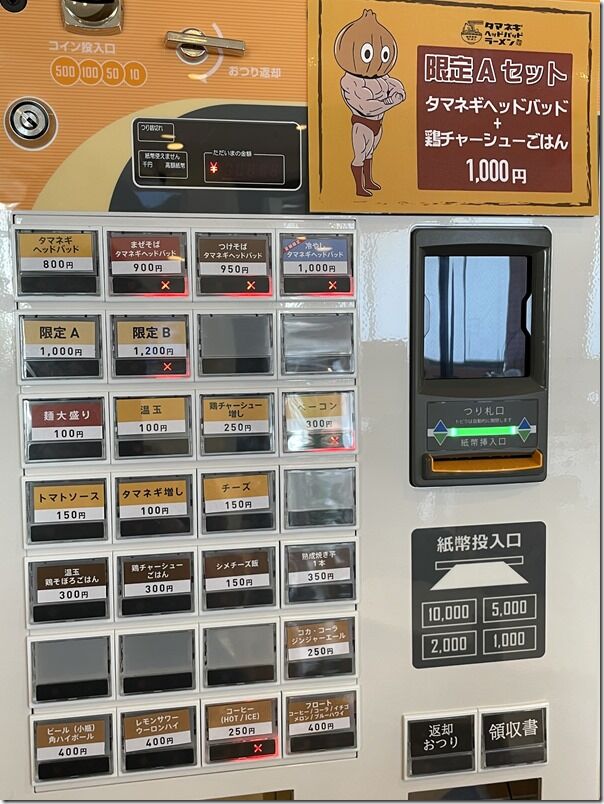 コイン投入口
500 100 50 10
おつり返却
つり銭切れ
紙幣使えません
千円 高額紙幣
ただいまの金額
¥
タマネギ
ヘッドバッド
ラーメン
限定Aセット
タマネギヘッドバッド
+
鶏チャーシューごはん
1,000円
タマネギ
ヘッドバッド
800円
まぜそば
タマネギヘッドバッド
900円
つけそば
タマネギヘッドバッド
950円
冷やし
タマネギヘッドバッド
1,000円
限定A
1,000円
限定B
1,200円
麺大盛り
100円
温玉
100円
鶏チャーシュー
増し
250円
ベーコン
300円
トマトソース
150円
タマネギ増し
100円
チーズ
150円
温玉
鶏そぼろごはん
300円
鶏チャーシュー
ごはん
300円
シメチーズ飯
150円
熟成焼き芋
1本
350円
コカ・コーラ
ジンジャーエール
250円
ビール(小瓶)
角ハイボール
400円
レモンサワー
ウーロンハイ
400円
コーヒー
(HOT/ICE)
250円
フロート
コーヒー/コーラ/イチゴ
メロン/ブルーハワイ
400円
つり札口
トビラは自動的に開閉します
紙幣挿入口
紙幣投入口
10,000 5,000
2,000 1,000
返却
おつり
領収書